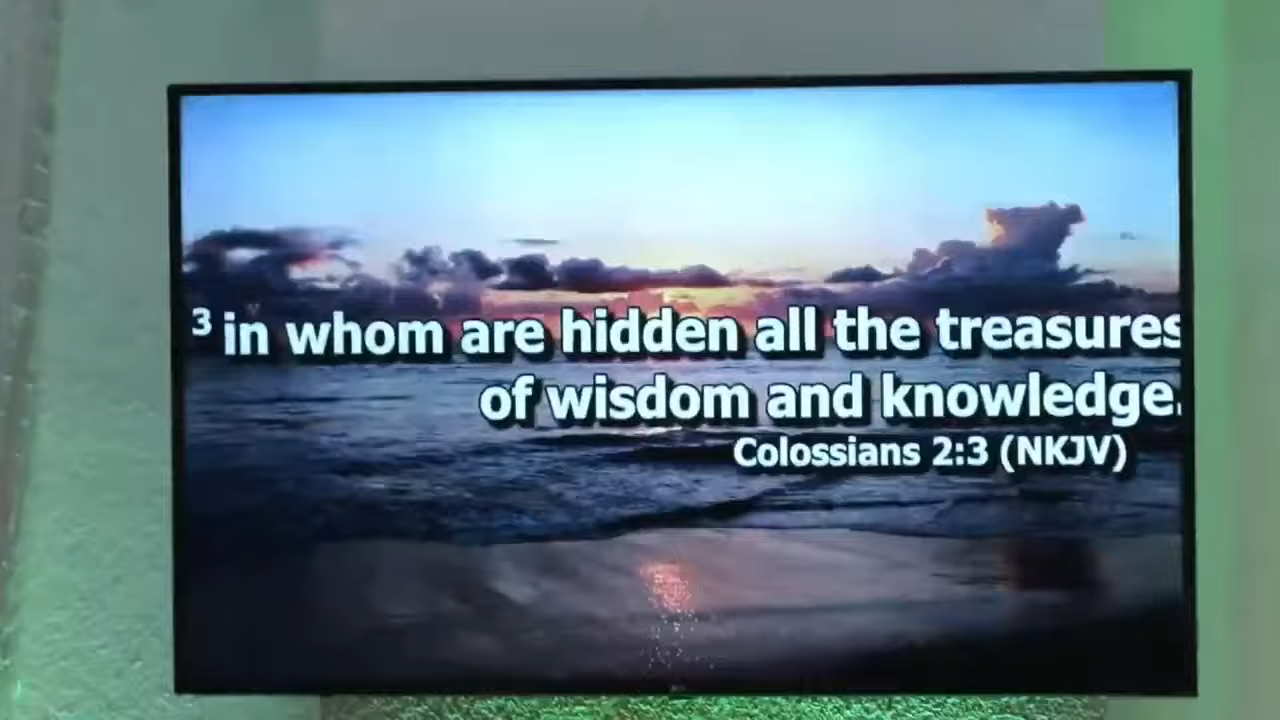 3 in whom are hidden all the treasures
of wisdom and knowledge.
Colossians 2:3 (NKJV)